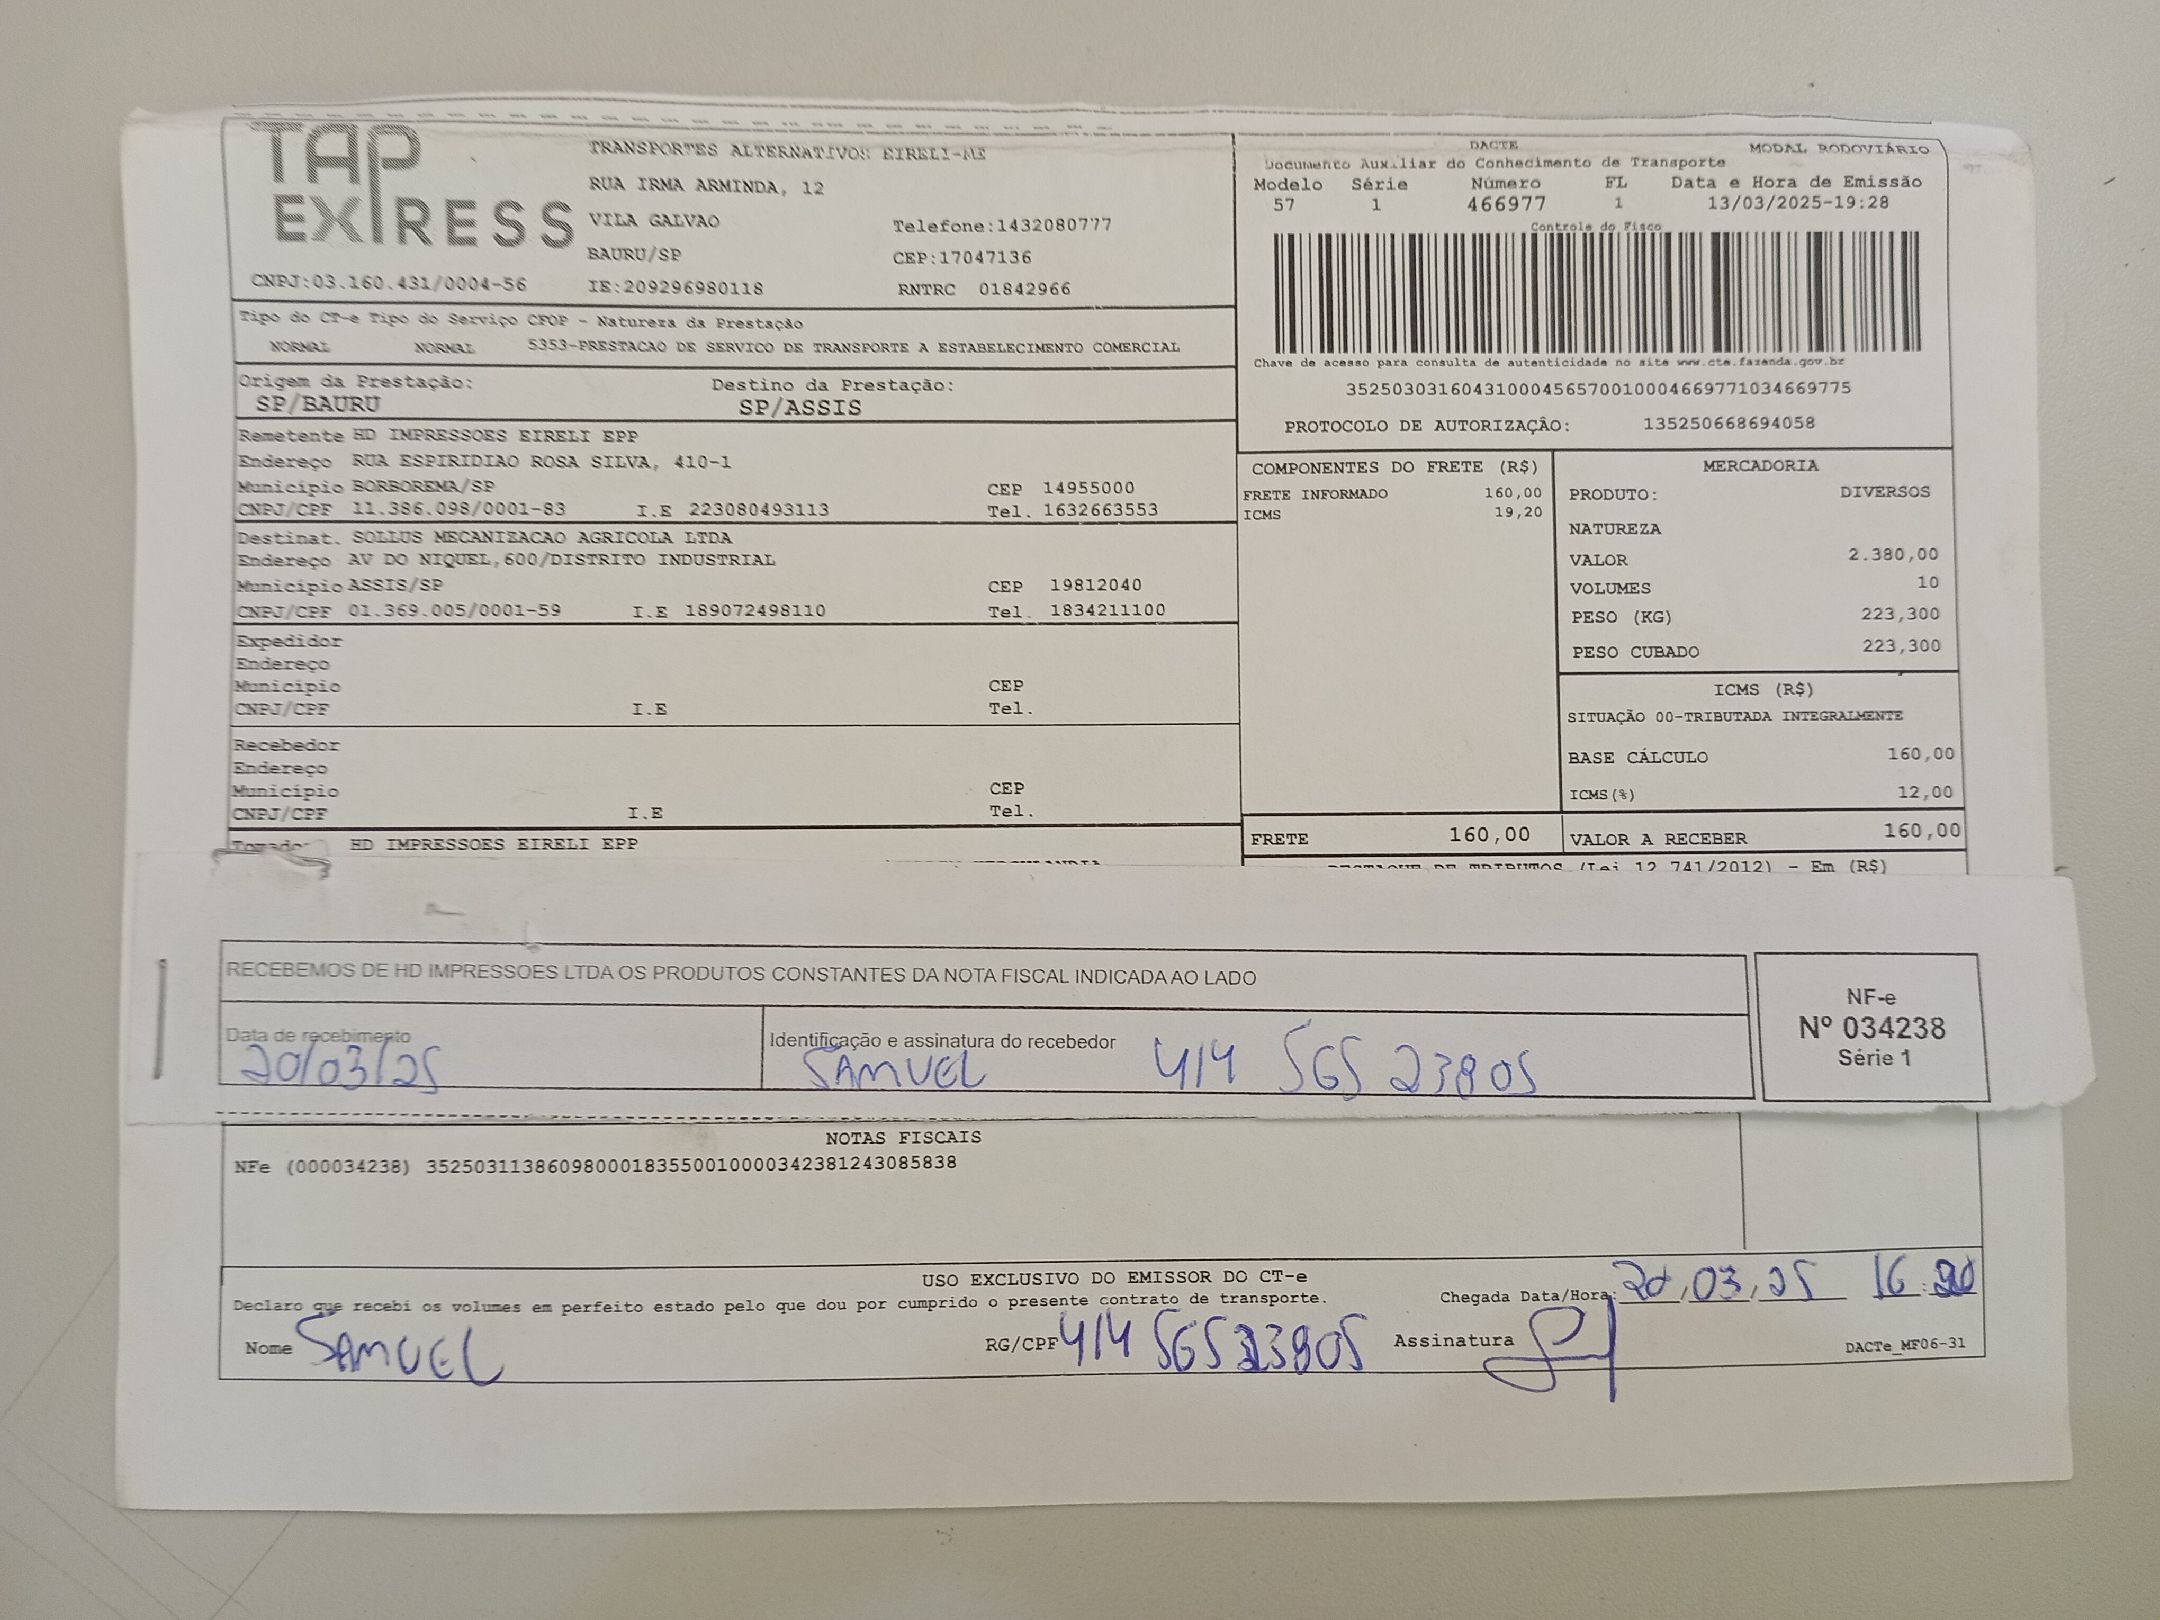 TAP
EXPRESS
CNPJ:03.160.431/0004-56
TRANSPORTES ALTERNATIVOS EIRELI-ME
RUA IRMA ARMINDA, 12
VILA GALVAO Telefone:1432080777
BAURU/SP CEP:17047136
IE:209296980118 RNTRC 01842966
DACTE MODAL RODOVIÁRIO
Documento Auxiliar do Conhecimento de Transporte
Modelo Série Número FL Data e Hora de Emissão
57 1 466977 1 13/03/2025-19:28
Controle do Fisco
Chave de acesso para consulta de autenticidade no site www.cte.fazenda.gov.br
35250303160431000456570010004669771034669775
PROTOCOLO DE AUTORIZAÇÃO: 135250668694058
Tipo do CT-e Tipo do Serviço CFOP - Natureza da Prestação
NORMAL NORMAL 5353-PRESTACAO DE SERVICO DE TRANSPORTE A ESTABELECIMENTO COMERCIAL
Origem da Prestação: Destino da Prestação:
SP/BAURU SP/ASSIS
Remetente HD IMPRESSOES EIRELI EPP
Endereço RUA ESPIRIDIAO ROSA SILVA, 410-1
Município BORBOREMA/SP CEP 14955000
CNPJ/CPF 11.386.098/0001-83 I.E 223080493113 Tel. 1632663553
Destinat. SOLLUS MECANIZACAO AGRICOLA LTDA
Endereço AV DO NIQUEL,600/DISTRITO INDUSTRIAL
Município ASSIS/SP CEP 19812040
CNPJ/CPF 01.369.005/0001-59 I.E 189072498110 Tel. 1834211100
Expedidor
Endereço
Município CEP
CNPJ/CPF I.E Tel.
Recebedor
Endereço
Município CEP
CNPJ/CPF I.E Tel.
HD IMPRESSOES EIRELI EPP
COMPONENTES DO FRETE (R$)
FRETE INFORMADO 160,00
ICMS 19,20
MERCADORIA
PRODUTO: DIVERSOS
NATUREZA
VALOR 2.380,00
VOLUMES 10
PESO (KG) 223,300
PESO CUBADO 223,300
ICMS (R$)
SITUAÇÃO 00-TRIBUTADA INTEGRALMENTE
BASE CÁLCULO 160,00
ICMS(%) 12,00
FRETE 160,00 VALOR A RECEBER 160,00
DE TRIBUTOS (Lei 12.741/2012) - Em (R$)
RECEBEMOS DE HD IMPRESSOES LTDA OS PRODUTOS CONSTANTES DA NOTA FISCAL INDICADA AO LADO
Data de recebimento Identificação e assinatura do recebedor
20/03/25 SAMUEL 414 565 238 05
NF-e
Nº 034238
Série 1
NOTAS FISCAIS
NFe (000034238) 35250311386098000183550010000342381243085838
USO EXCLUSIVO DO EMISSOR DO CT-e
Declaro que recebi os volumes em perfeito estado pelo que dou por cumprido o presente contrato de transporte. Chegada Data/Hora: 20,03,25 16:20
Nome SAMUEL RG/CPF 414 565 23805 Assinatura
DACTe_MF06-31